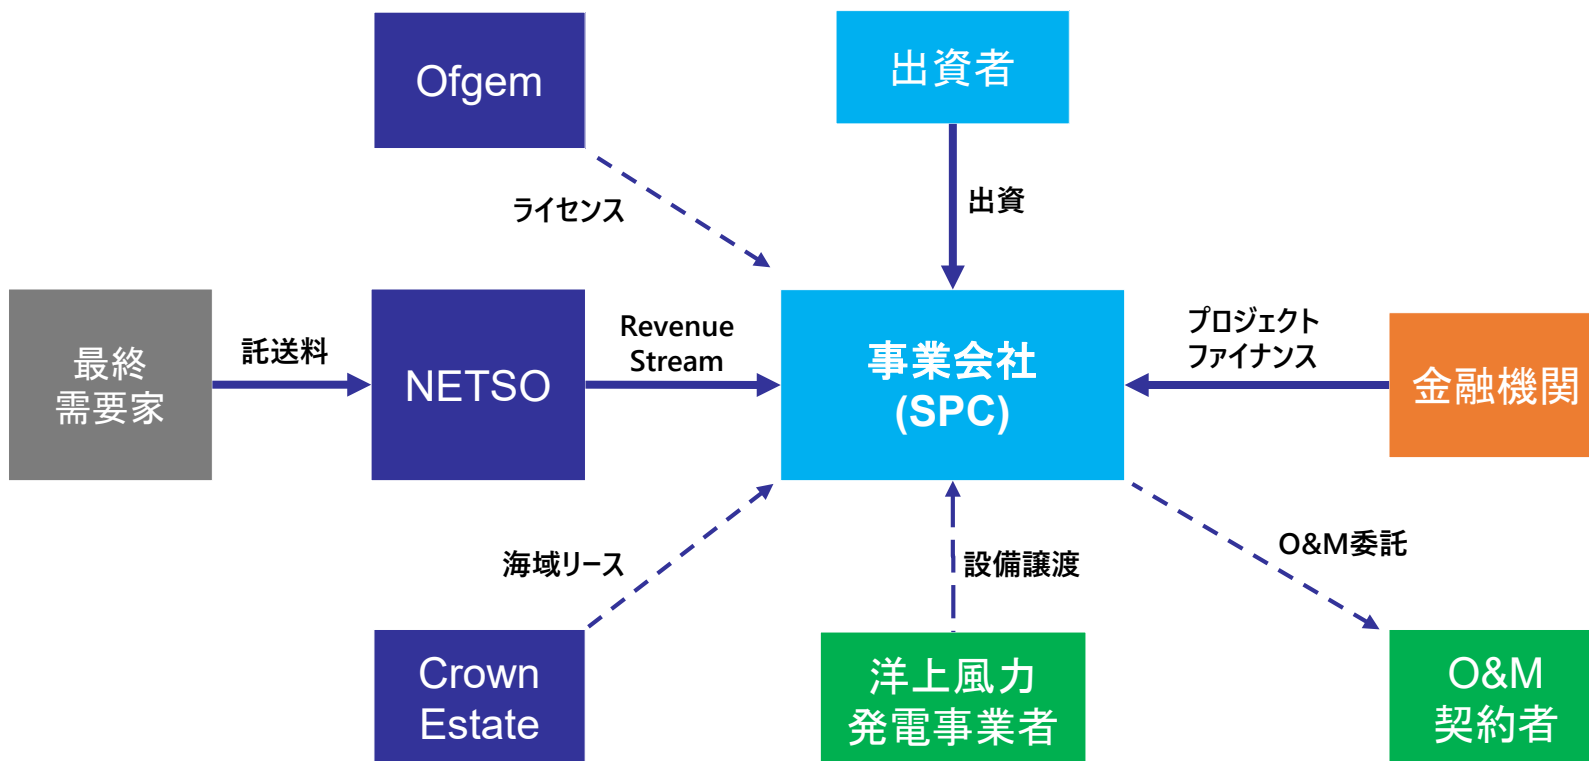 Ofgem
出資者
ライセンス
出資
最終
需要家
託送料
NETSO
Revenue
Stream
事業会社
(SPC)
プロジェクト
ファイナンス
金融機関
海域リース
設備譲渡
O&M委託
Crown
Estate
洋上風力
発電事業者
O&M
契約者